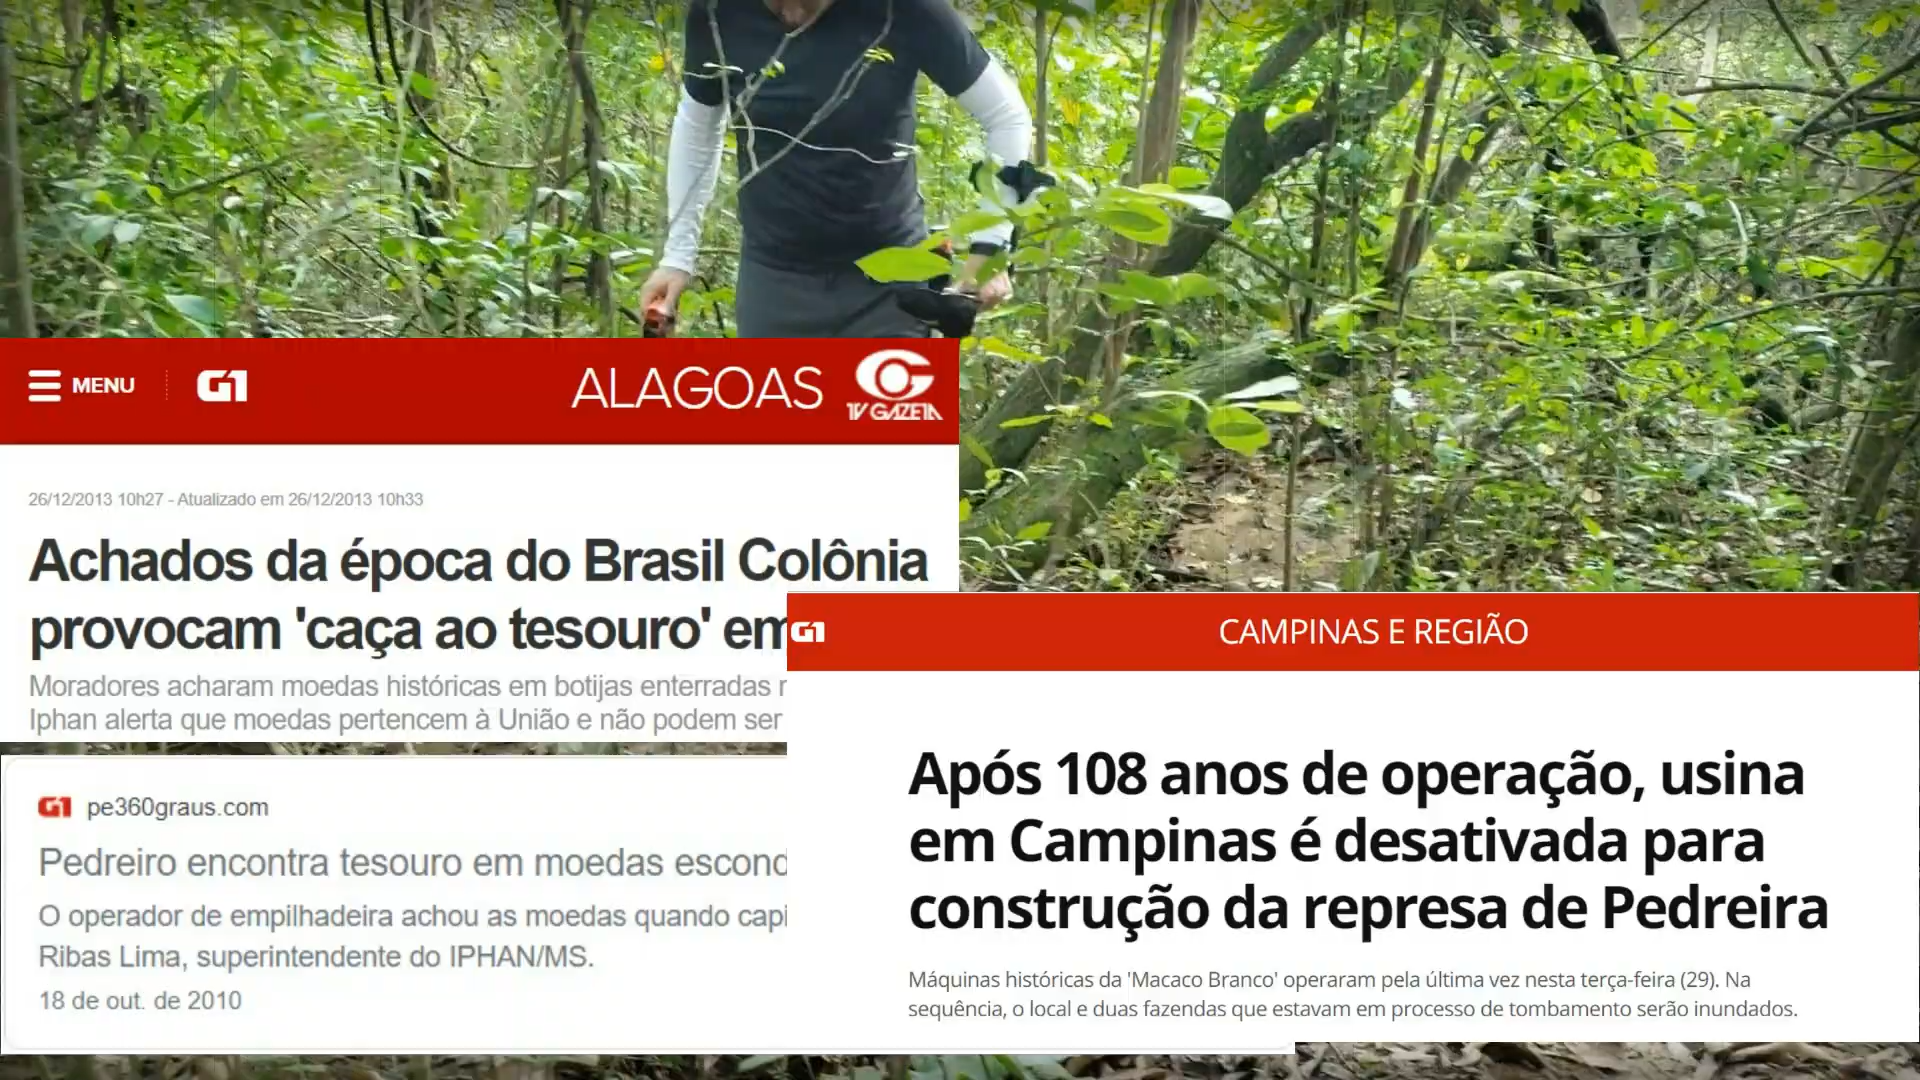 MENU
G1
ALAGOAS
TV GAZETA
26/12/2013 10h27 - Atualizado em 26/12/2013 10h33
Achados da época do Brasil Colônia
provocam 'caça ao tesouro' em
Moradores acharam moedas históricas em botijas enterradas
Iphan alerta que moedas pertencem à União e não podem ser
G1 pe360graus.com
Pedreiro encontra tesouro em moedas
O operador de empilhadeira achou as moedas quando
Ribas Lima, superintendente do IPHAN/MS.
18 de out. de 2010
G1
CAMPINAS E REGIÃO
Após 108 anos de operação, usina
em Campinas é desativada para
construção da represa de Pedreira
Máquinas históricas da 'Macaco Branco' operaram pela última vez nesta terça-feira (29). Na
sequência, o local e duas fazendas que estavam em processo de tombamento serão inundados.